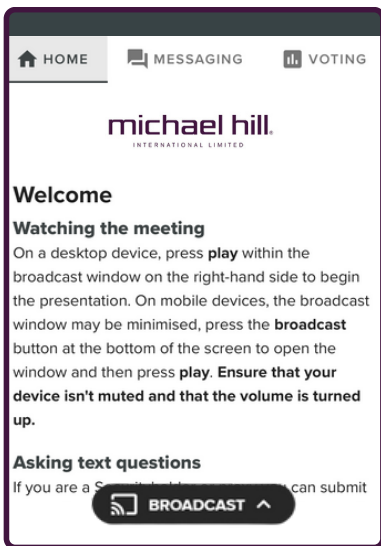 HOME
MESSAGING
VOTING
michael hill
INTERNATIONAL LIMITED
Welcome
Watching the meeting
On a desktop device, press play within the
broadcast window on the right-hand side to begin
the presentation. On mobile devices, the broadcast
window may be minimised, press the broadcast
button at the bottom of the screen to open the
window and then press play. Ensure that your
device isn't muted and that the volume is turned
up.
Asking text questions
If you are a can submit
BROADCAST